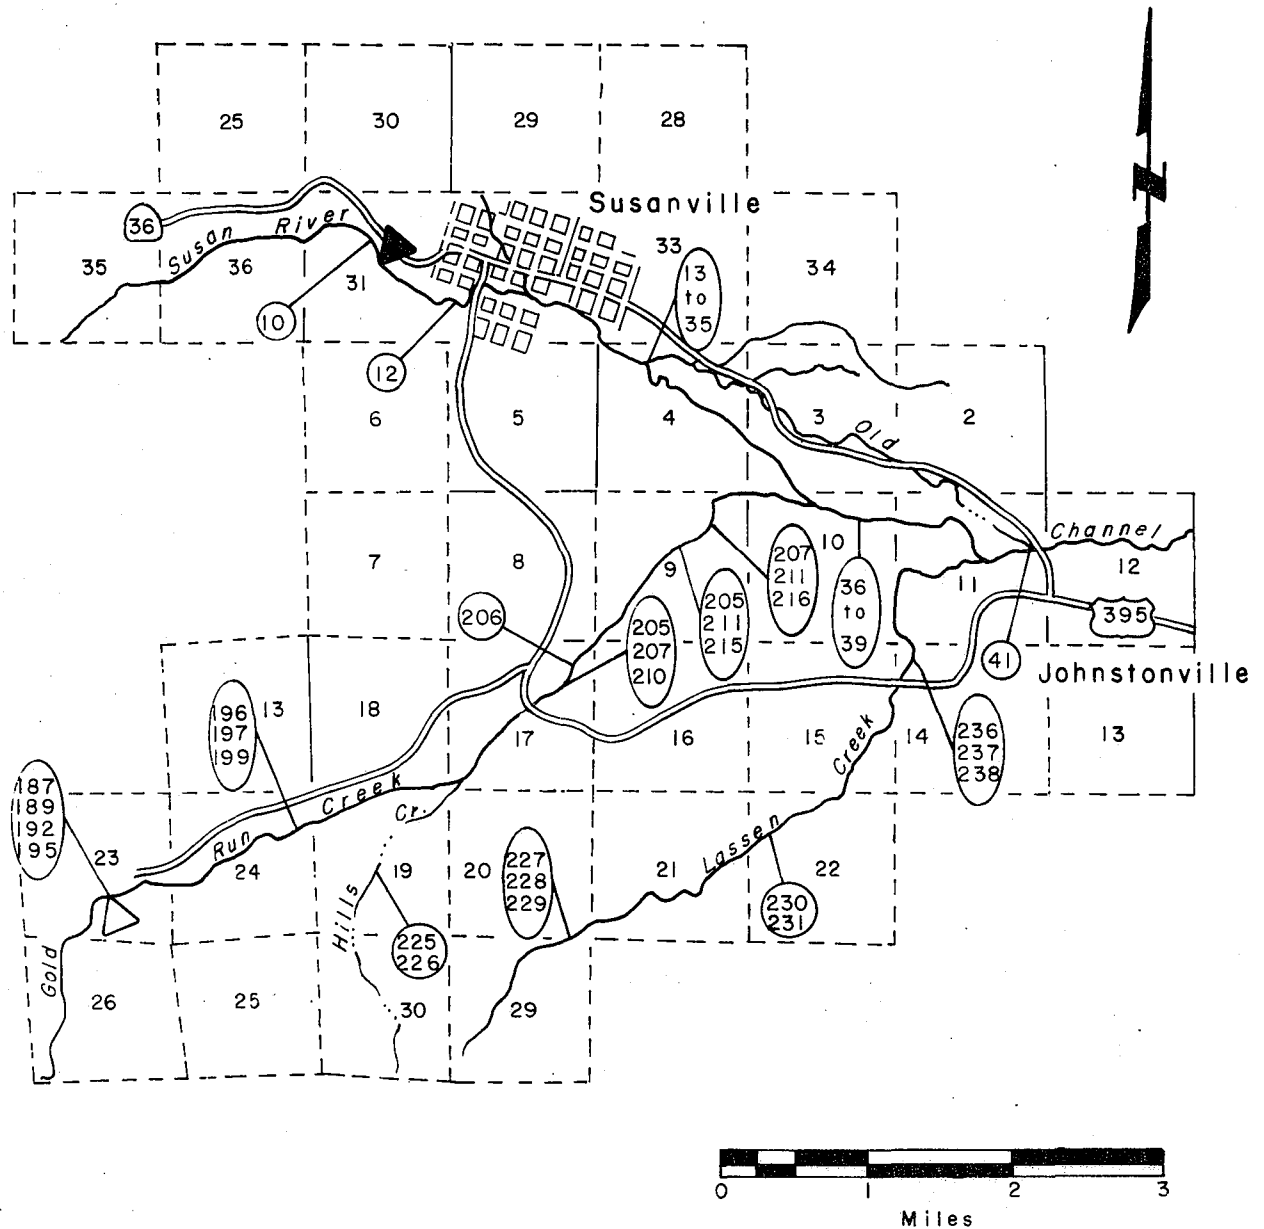 25 30 29 28
Susanville
36
Susan River
33
35 36 31 34
13
to
35
10
12
6 5 4 3 2
Old
Channel
7 8 9 10 11 12
207
211
216
36
to
39
205
211
215
206
205
207
210
395
41
Johnstonville
196
197
199
13 18 17 16 15 14 13
Creek
236
237
238
187
189
192
195
Run Creek
Cr.
23 24 19 20 21 22
Lassen
227
228
229
230
231
Hills
225
226
Gold
26 25 30 29
0 1 2 3
Miles